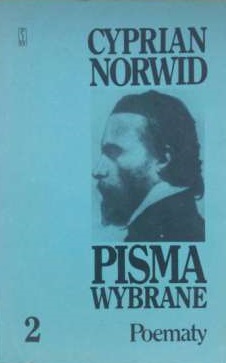 CYPRIAN
NORWID
PISMA
WYBRANE
2 Poematy